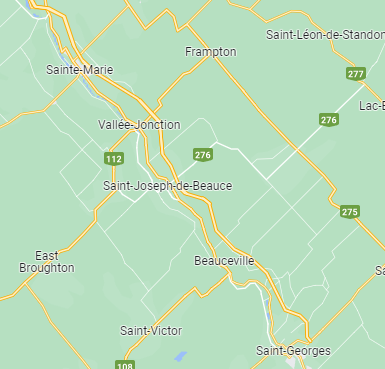 Saint-Léon-de-Standon
Frampton
Sainte-Marie
277
Lac-E
276
Vallée-Jonction
276
112
Saint-Joseph-de-Beauce
275
Beauceville
East
Broughton
Sa
Saint-Victor
Saint-Georges
108